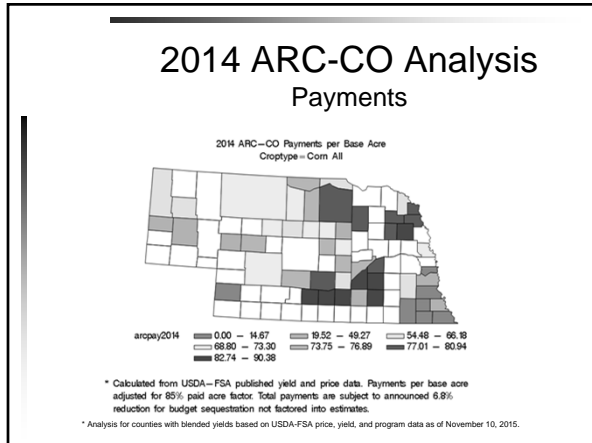 2014 ARC-CO Analysis
Payments
2014 ARC-CO Payments per Base Acre
Croptype=Corn All
arcpay2014 0.00 - 14.67 19.52 - 49.27 54.48 - 66.18
68.80 - 73.30 73.75 - 76.89 77.01 - 80.94
82.74 - 90.38
* Calculated from USDA-FSA published yield and price data. Payments per base acre
adjusted for 85% paid acre factor. Total payments are subject to announced 6.8%
reduction for budget sequestration not factored into estimates.
* Analysis for counties with blended yields based on USDA-FSA price, yield, and program data as of November 10, 2015.